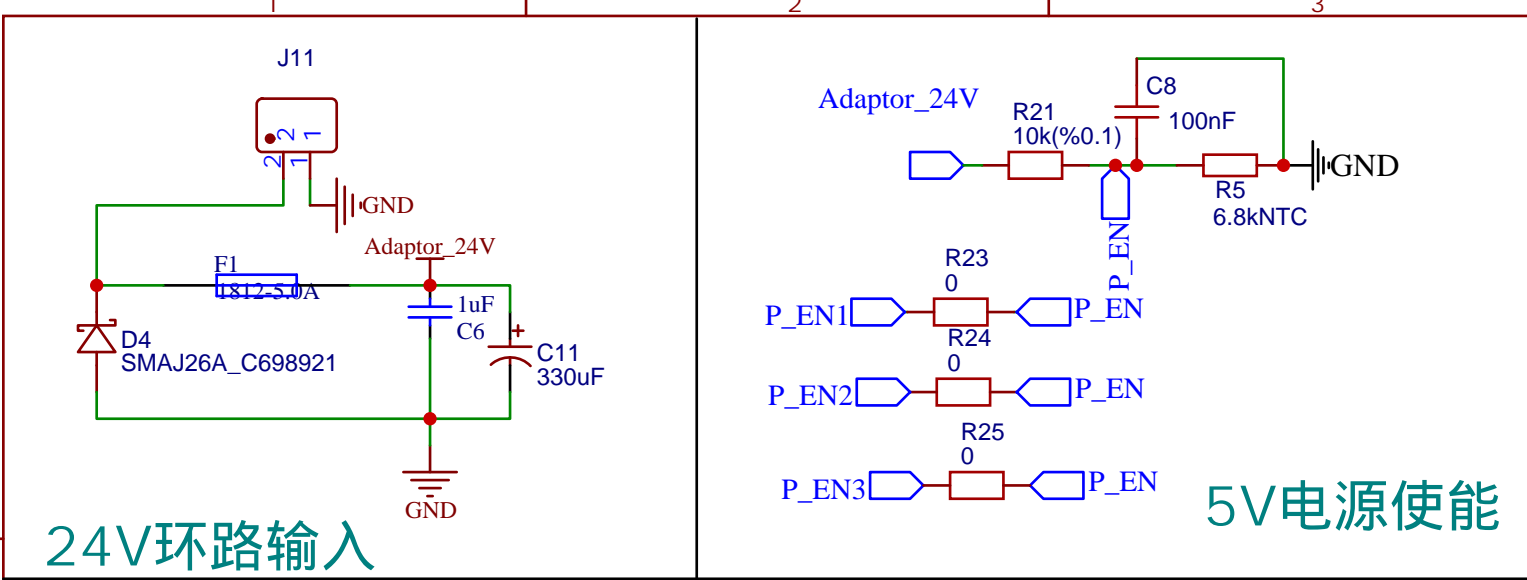 1
2
3
J11
2
1
2
1
GND
Adaptor_24V
F1
1812-5.0A
1uF
C6
D4
SMAJ26A_C698921
+
C11
330uF
GND
24V环路输入
Adaptor_24V
C8
100nF
R21
10k(%0.1)
GND
R5
6.8kNTC
P_EN
R23
0
P_EN1
P_EN
R24
0
P_EN2
P_EN
R25
0
P_EN3
P_EN
5V电源使能